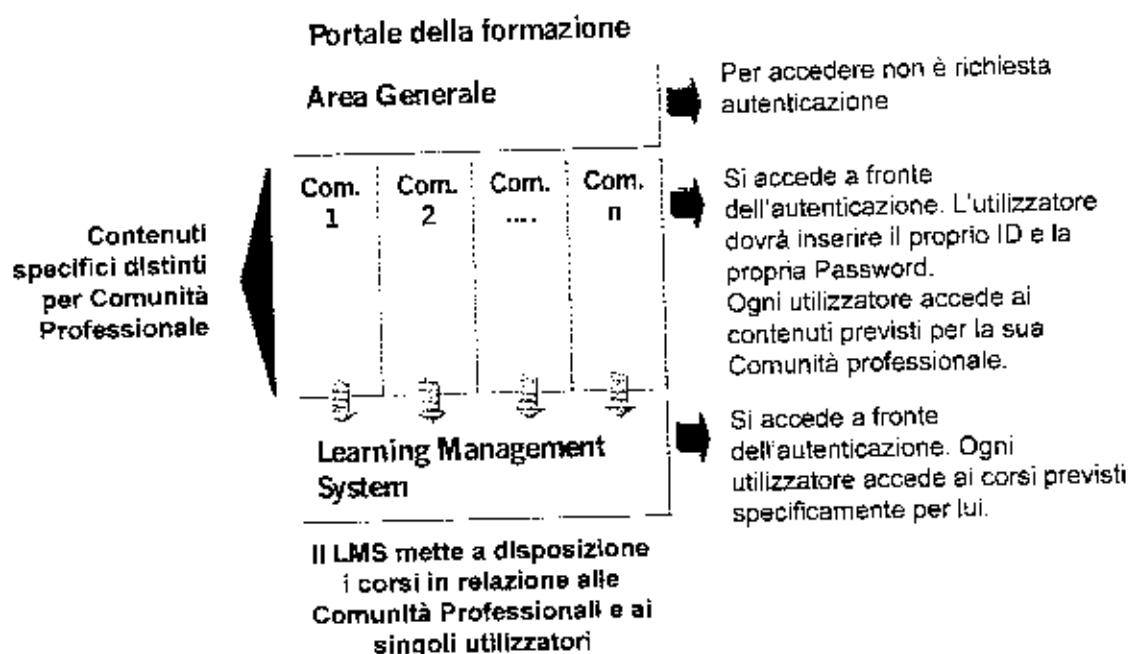 Portale della formazione
Area Generale
Per accedere non è richiesta
autenticazione
Com.
1
Com.
2
Com.
....
Com.
n
Si accede a fronte
dell'autenticazione. L'utilizzatore
dovrà inserire il proprio ID e la
propria Password.
Ogni utilizzatore accede ai
contenuti previsti per la sua
Comunità professionale.
Contenuti
specifici distinti
per Comunità
Professionale
Learning Management
System
Si accede a fronte
dell'autenticazione. Ogni
utilizzatore accede ai corsi previsti
specificamente per lui.
Il LMS mette a disposizione
i corsi in relazione alle
Comunità Professionali e ai
singoli utilizzatori